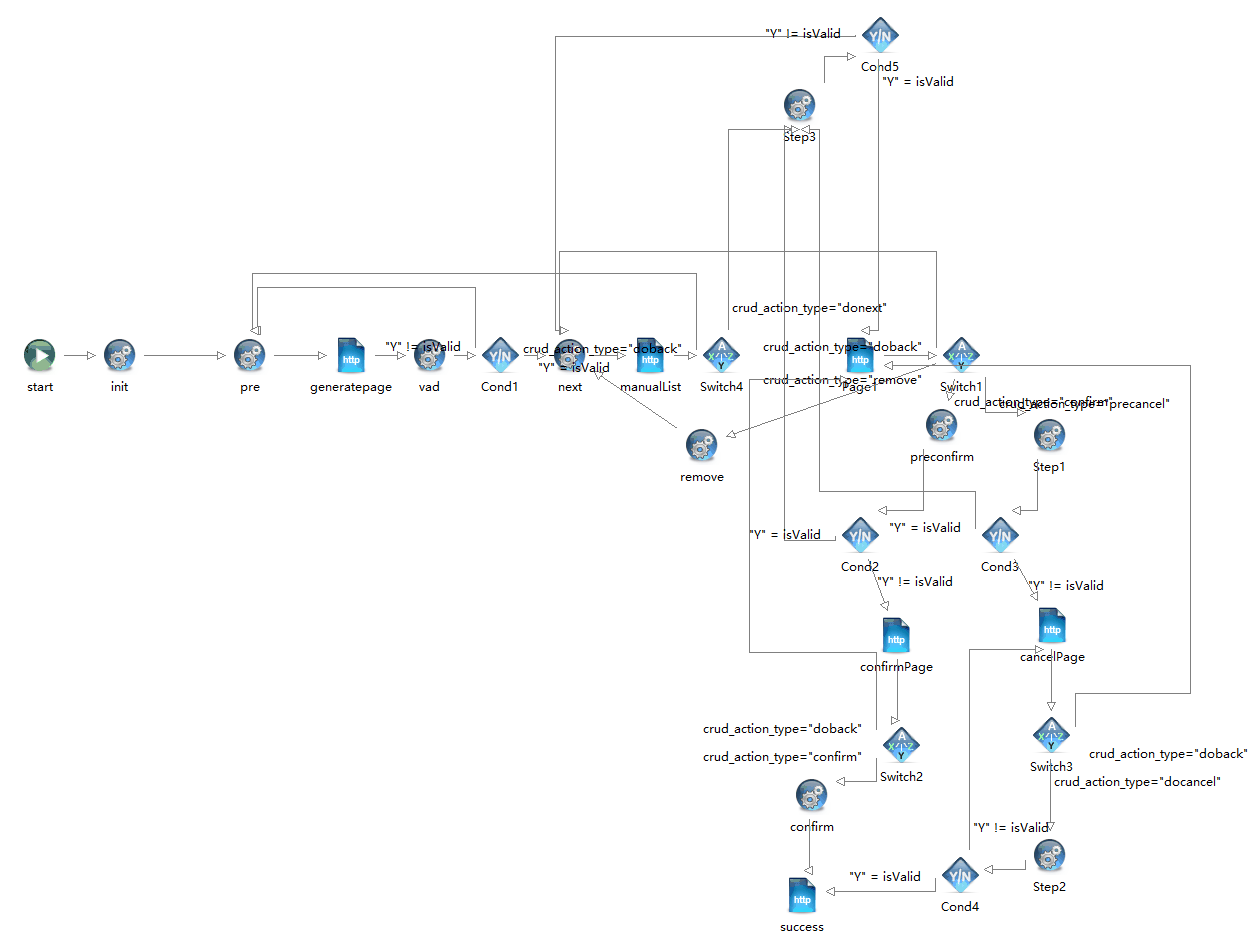 "Y" != isValid
Cond5
"Y" = isValid
Step3
crud_action_type="donext"
"Y" != isValid
crud_action_type="doback"
crud_action_type="doback"
http
http
http
"Y" = isValid
crud_action_type="remove"
start
init
pre
generatepage
vad
Cond1
next
manualList
Switch4
Page1
Switch1
crud_action_type="confirm"
crud_action_type="precancel"
preconfirm
Step1
remove
"Y" = isValid
"Y" = isValid
Cond2
Cond3
"Y" != isValid
"Y" != isValid
http
http
confirmPage
cancelPage
crud_action_type="doback"
crud_action_type="confirm"
Switch2
Switch3
crud_action_type="doback"
crud_action_type="docancel"
confirm
"Y" != isValid
"Y" = isValid
Step2
Cond4
http
success